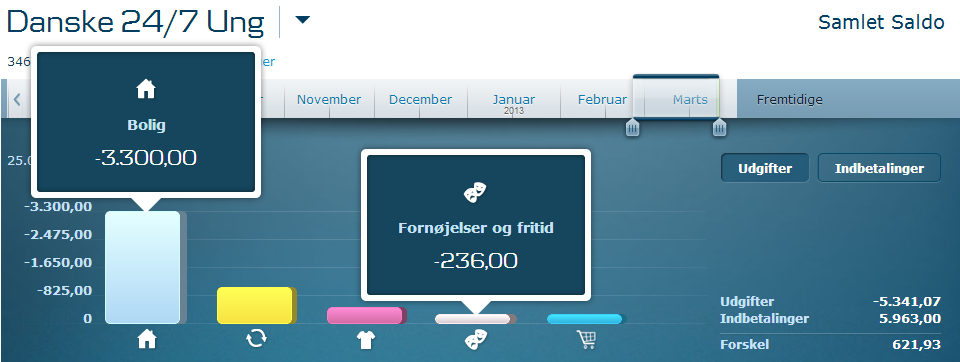 Danske 24/7 Ung
Samlet Saldo
346
er
November
December
Januar
2013
Februar
Marts
Fremtidige
Bolig
-3.300,00
25.0
Udgifter
Indbetalinger
Fornøjelser og fritid
-236,00
-3.300,00
-2.475,00
-1.650,00
-825,00
0
Udgifter -5.341,07
Indbetalinger 5.963,00
Forskel 621,93